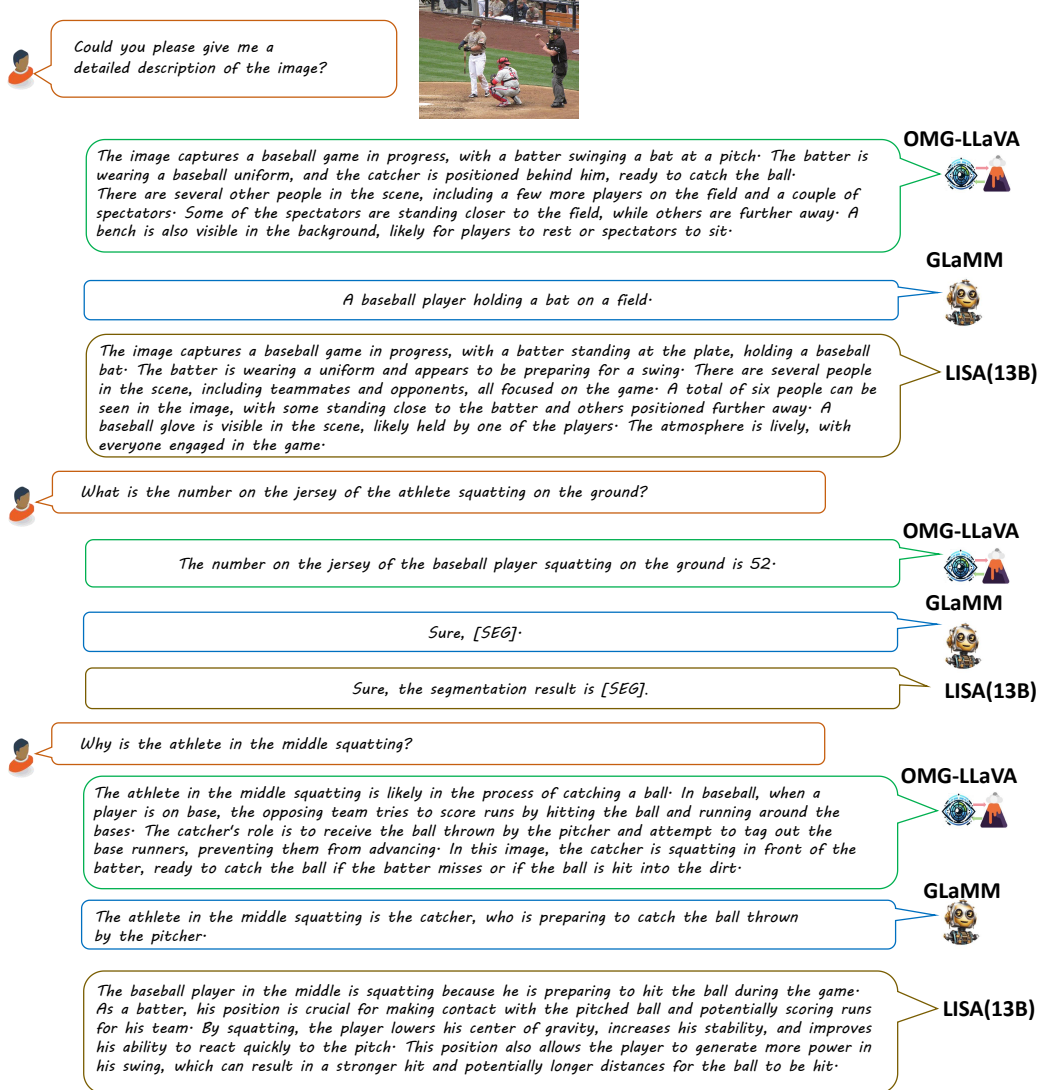 Could you please give me a
detailed description of the image?
OMG-LLaVA
The image captures a baseball game in progress, with a batter swinging a bat at a pitch. The batter is
wearing a baseball uniform, and the catcher is positioned behind him, ready to catch the ball.
There are several other people in the scene, including a few more players on the field and a couple of
spectators. Some of the spectators are standing closer to the field, while others are further away. A
bench is also visible in the background, likely for players to rest or spectators to sit.
GLaMM
A baseball player holding a bat on a field.
The image captures a baseball game in progress, with a batter standing at the plate, holding a baseball
bat. The batter is wearing a uniform and appears to be preparing for a swing. There are several people
in the scene, including teammates and opponents, all focused on the game. A total of six people can be
seen in the image, with some standing close to the batter and others positioned further away. A
baseball glove is visible in the scene, likely held by one of the players. The atmosphere is lively, with
everyone engaged in the game.
LISA(13B)
What is the number on the jersey of the athlete squatting on the ground?
OMG-LLaVA
The number on the jersey of the baseball player squatting on the ground is 52.
GLaMM
Sure, [SEG].
Sure, the segmentation result is [SEG].
LISA(13B)
Why is the athlete in the middle squatting?
OMG-LLaVA
The athlete in the middle squatting is likely in the process of catching a ball. In baseball, when a
player is on base, the opposing team tries to score runs by hitting the ball and running around the
bases. The catcher's role is to receive the ball thrown by the pitcher and attempt to tag out the
base runners, preventing them from advancing. In this image, the catcher is squatting in front of the
batter, ready to catch the ball if the batter misses or if the ball is hit into the dirt.
GLaMM
The athlete in the middle squatting is the catcher, who is preparing to catch the ball thrown
by the pitcher.
The baseball player in the middle is squatting because he is preparing to hit the ball during the game.
As a batter, his position is crucial for making contact with the pitched ball and potentially scoring runs
for his team. By squatting, the player lowers his center of gravity, increases his stability, and improves
his ability to react quickly to the pitch. This position also allows the player to generate more power in
his swing, which can result in a stronger hit and potentially longer distances for the ball to be hit.
LISA(13B)